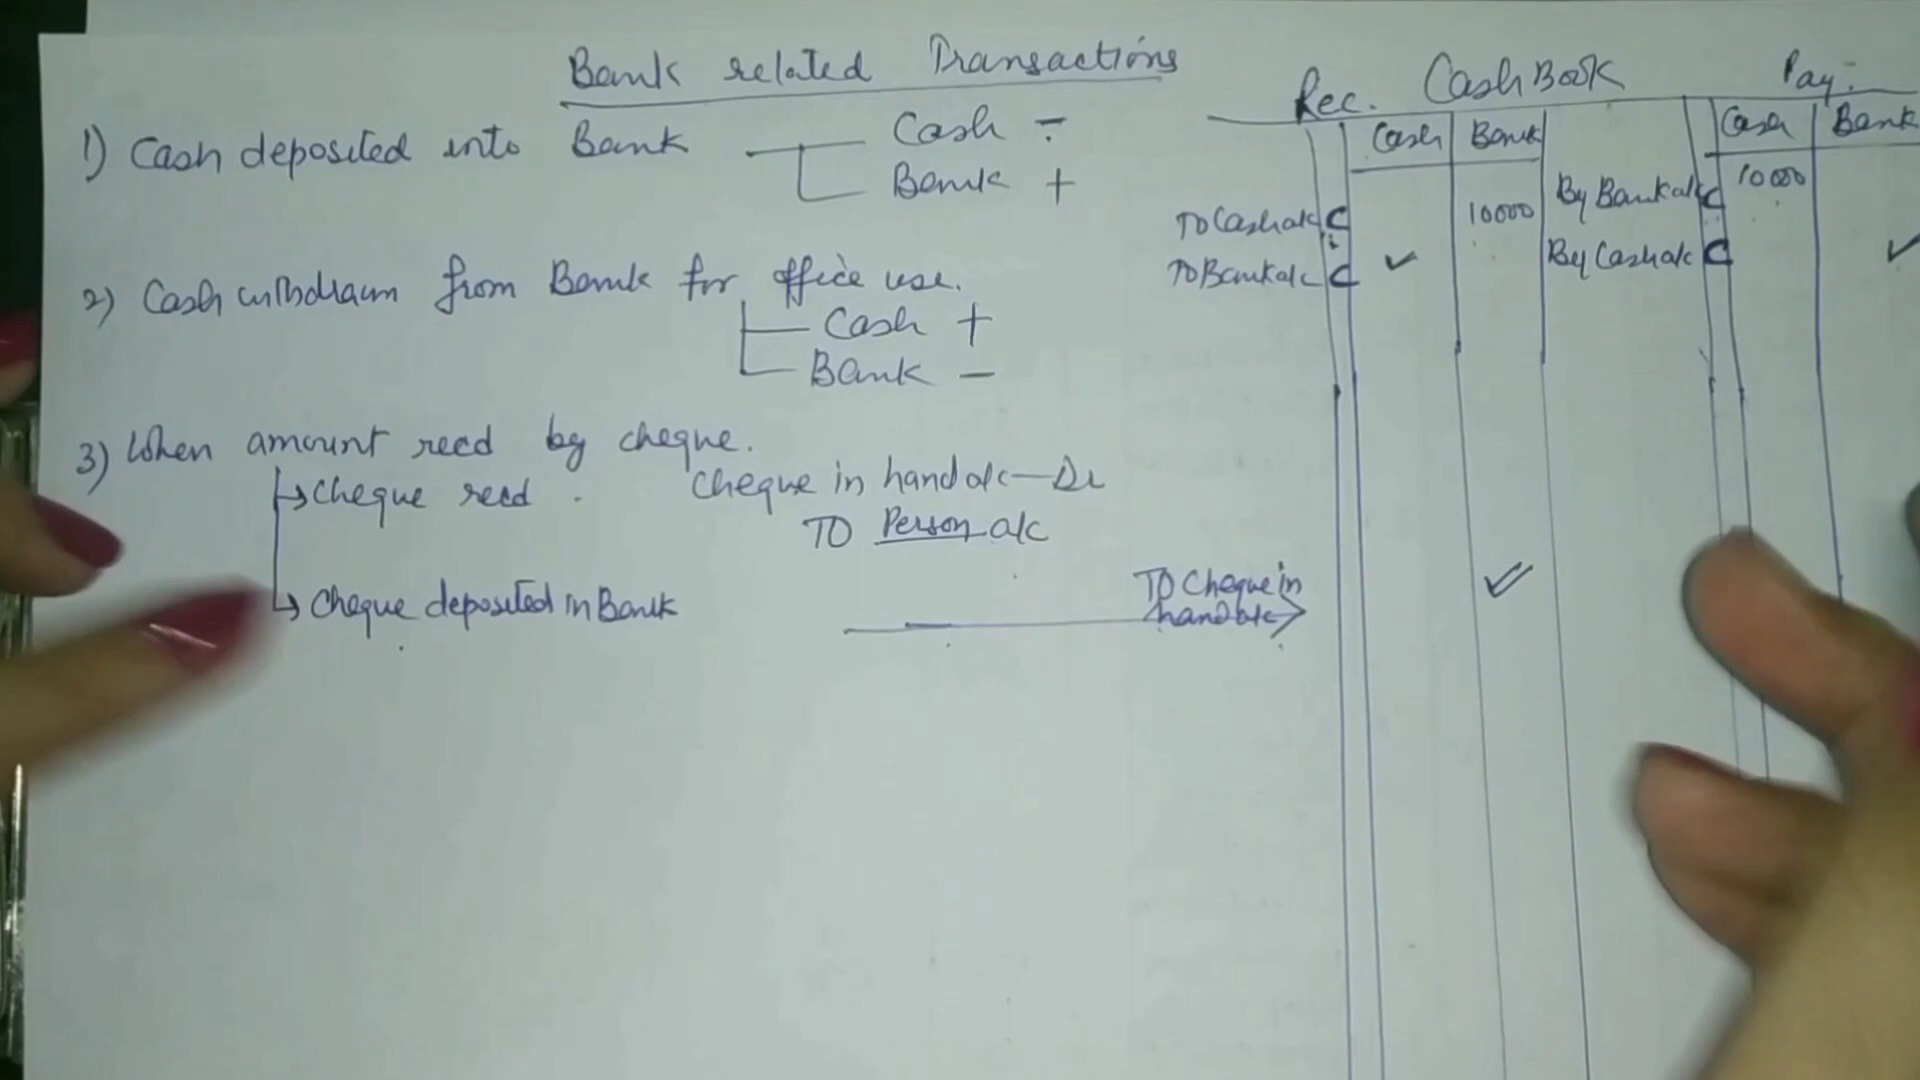 Bank related Transactions
1) Cash deposited into Bank
Cash -
Bank +
2) Cash withdrawn from Bank for office use.
Cash +
Bank -
3) When amount recd by cheque.
Cheque recd.
Cheque in hand a/c - Dr
TO Person a/c
Cheque deposited in Bank
Rec. Cash Book Pay.
Cash Bank Cash Bank
TO Cash a/c C 10000 By Bank a/c C 10000
TO Bank a/c C ✓ By Cash a/c C ✓
TO Cheque in
hand a/c ✓